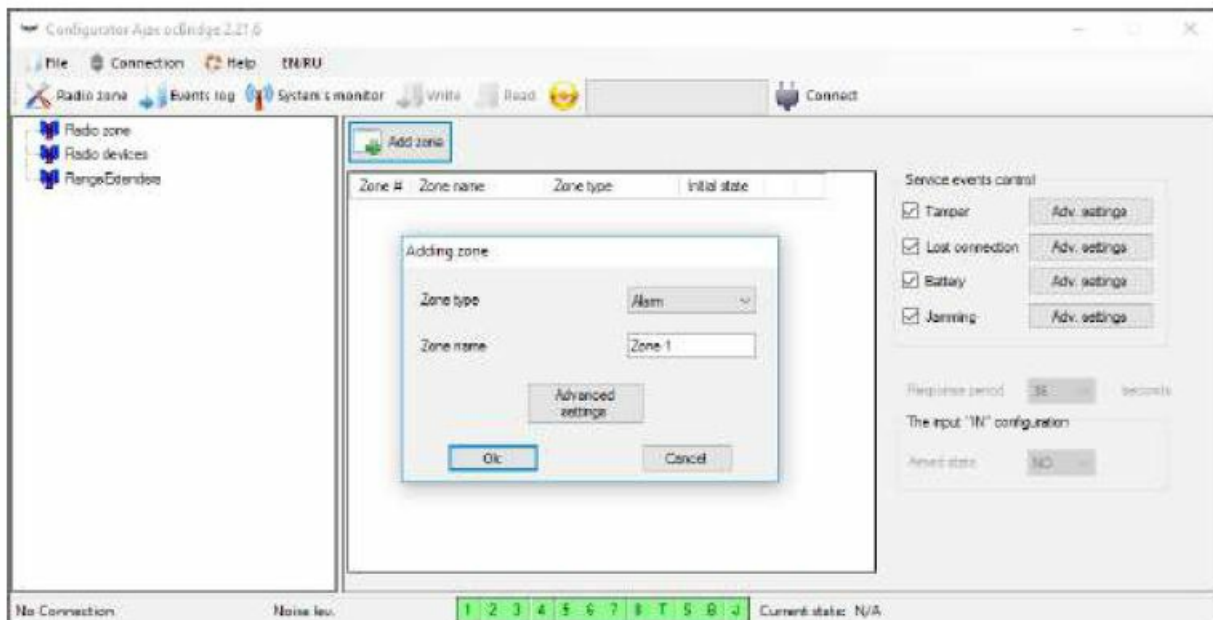 Configurator Ajax ocBridge 2.21.6
File Connection Help EN/RU
Radio zone Events log System's monitor Write Read Connect
Radio zone
Radio devices
RangeExtenders
Add zone
Zone # Zone name Zone type Initial state
Adding zone
Zone type Alarm
Zone name Zone-1
Advanced settings
Ok Cancel
Service events control
Tamper Adv. settings
Lost connection Adv. settings
Battery Adv. settings
Jamming Adv. settings
Response period 36 seconds
The input "IN" configuration
Armed state NO
No Connection Noise lev. 1 2 3 4 5 6 7 8 T S B J Current state: N/A